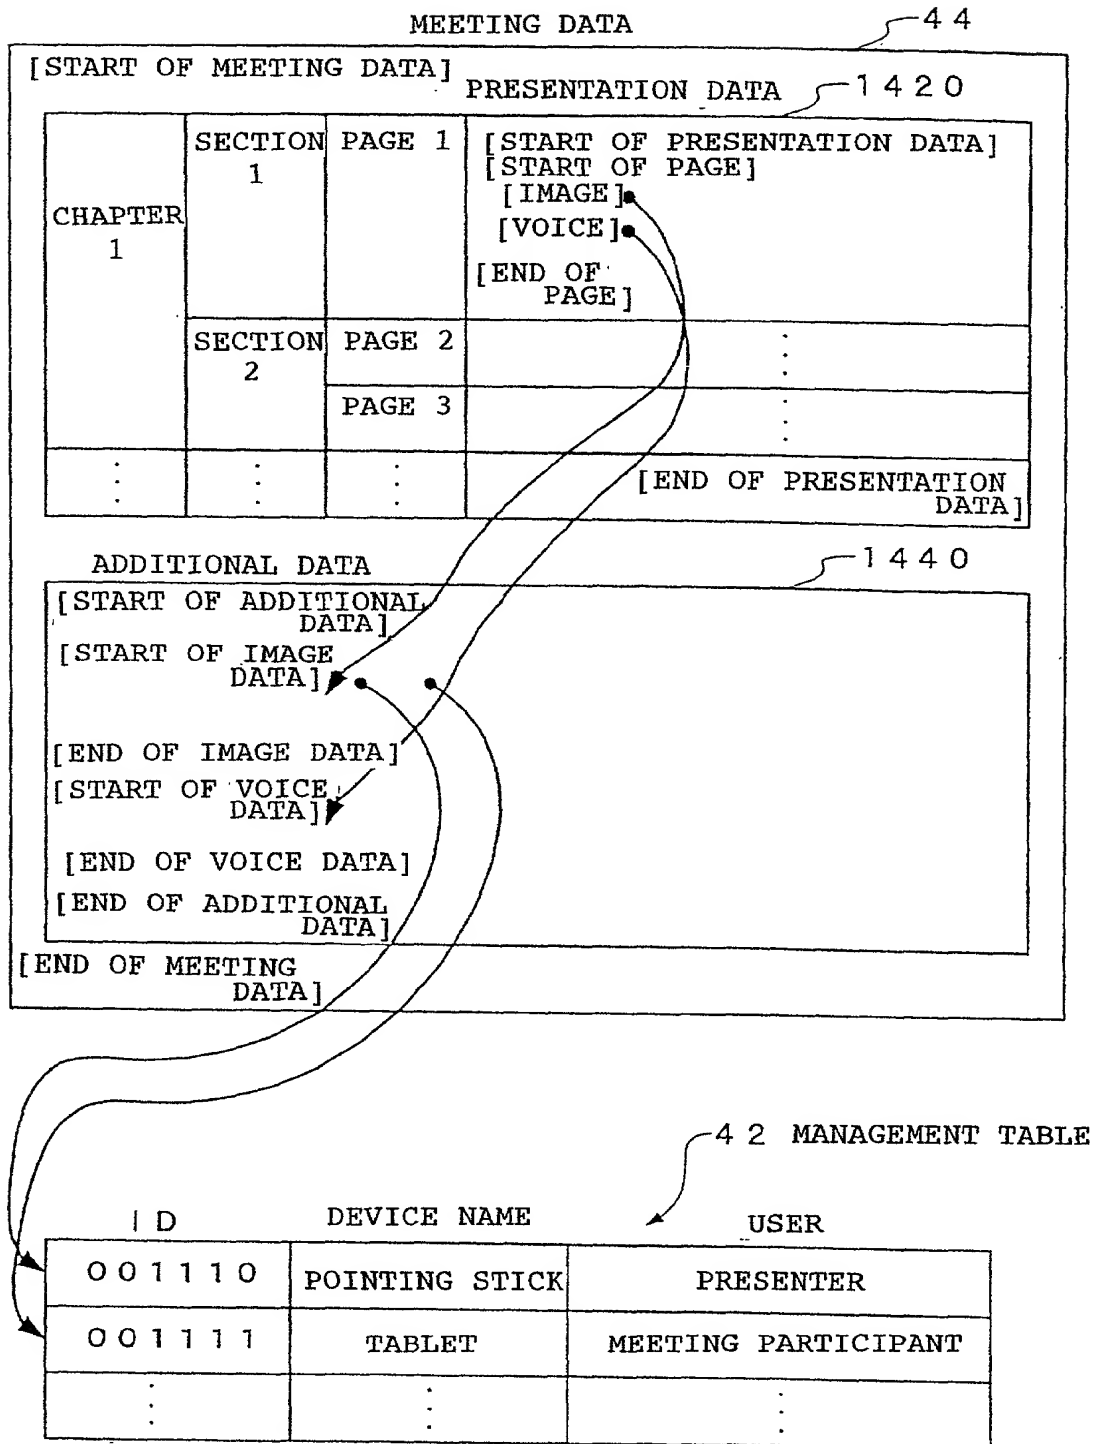 MEETING DATA
44
[START OF MEETING DATA]
PRESENTATION DATA
1420
CHAPTER
1
SECTION
1
PAGE 1
[START OF PRESENTATION DATA]
[START OF PAGE]
[IMAGE]
[VOICE]
[END OF
PAGE]
SECTION
2
PAGE 2
PAGE 3
[END OF PRESENTATION
DATA]
ADDITIONAL DATA
1440
[START OF ADDITIONAL
DATA]
[START OF IMAGE
DATA]
[END OF IMAGE DATA]
[START OF VOICE
DATA]
[END OF VOICE DATA]
[END OF ADDITIONAL
DATA]
[END OF MEETING
DATA]
42 MANAGEMENT TABLE
ID DEVICE NAME USER
001110 POINTING STICK PRESENTER
001111 TABLET MEETING PARTICIPANT